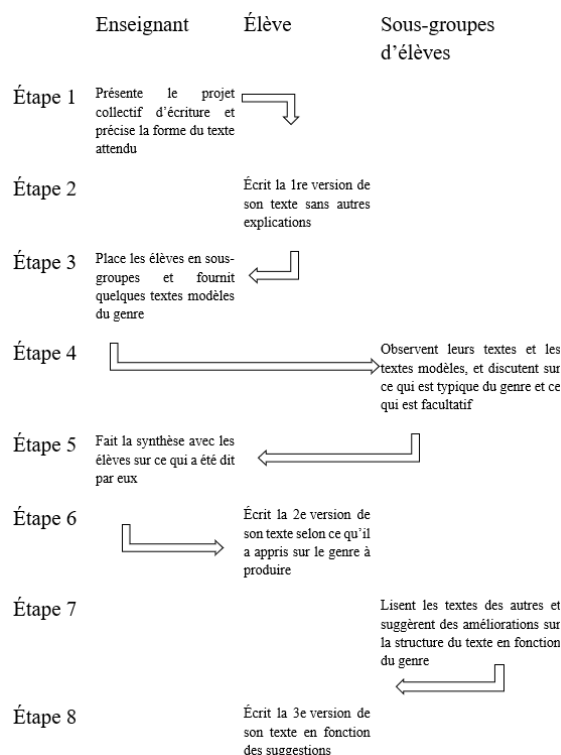 Enseignant
Élève
Sous-groupes
d’élèves
Étape 1
Présente le projet
collectif d’écriture et
précise la forme du texte
attendu
Étape 2
Écrit la 1re version de
son texte sans autres
explications
Étape 3
Place les élèves en sous-
groupes et fournit
quelques textes modèles
du genre
Étape 4
Observent leurs textes et les
textes modèles, et discutent sur
ce qui est typique du genre et ce
qui est facultatif
Étape 5
Fait la synthèse avec les
élèves sur ce qui a été dit
par eux
Étape 6
Écrit la 2e version de
son texte selon ce qu’il
a appris sur le genre à
produire
Étape 7
Lisent les textes des autres et
suggèrent des améliorations sur
la structure du texte en fonction
du genre
Étape 8
Écrit la 3e version de
son texte en fonction
des suggestions